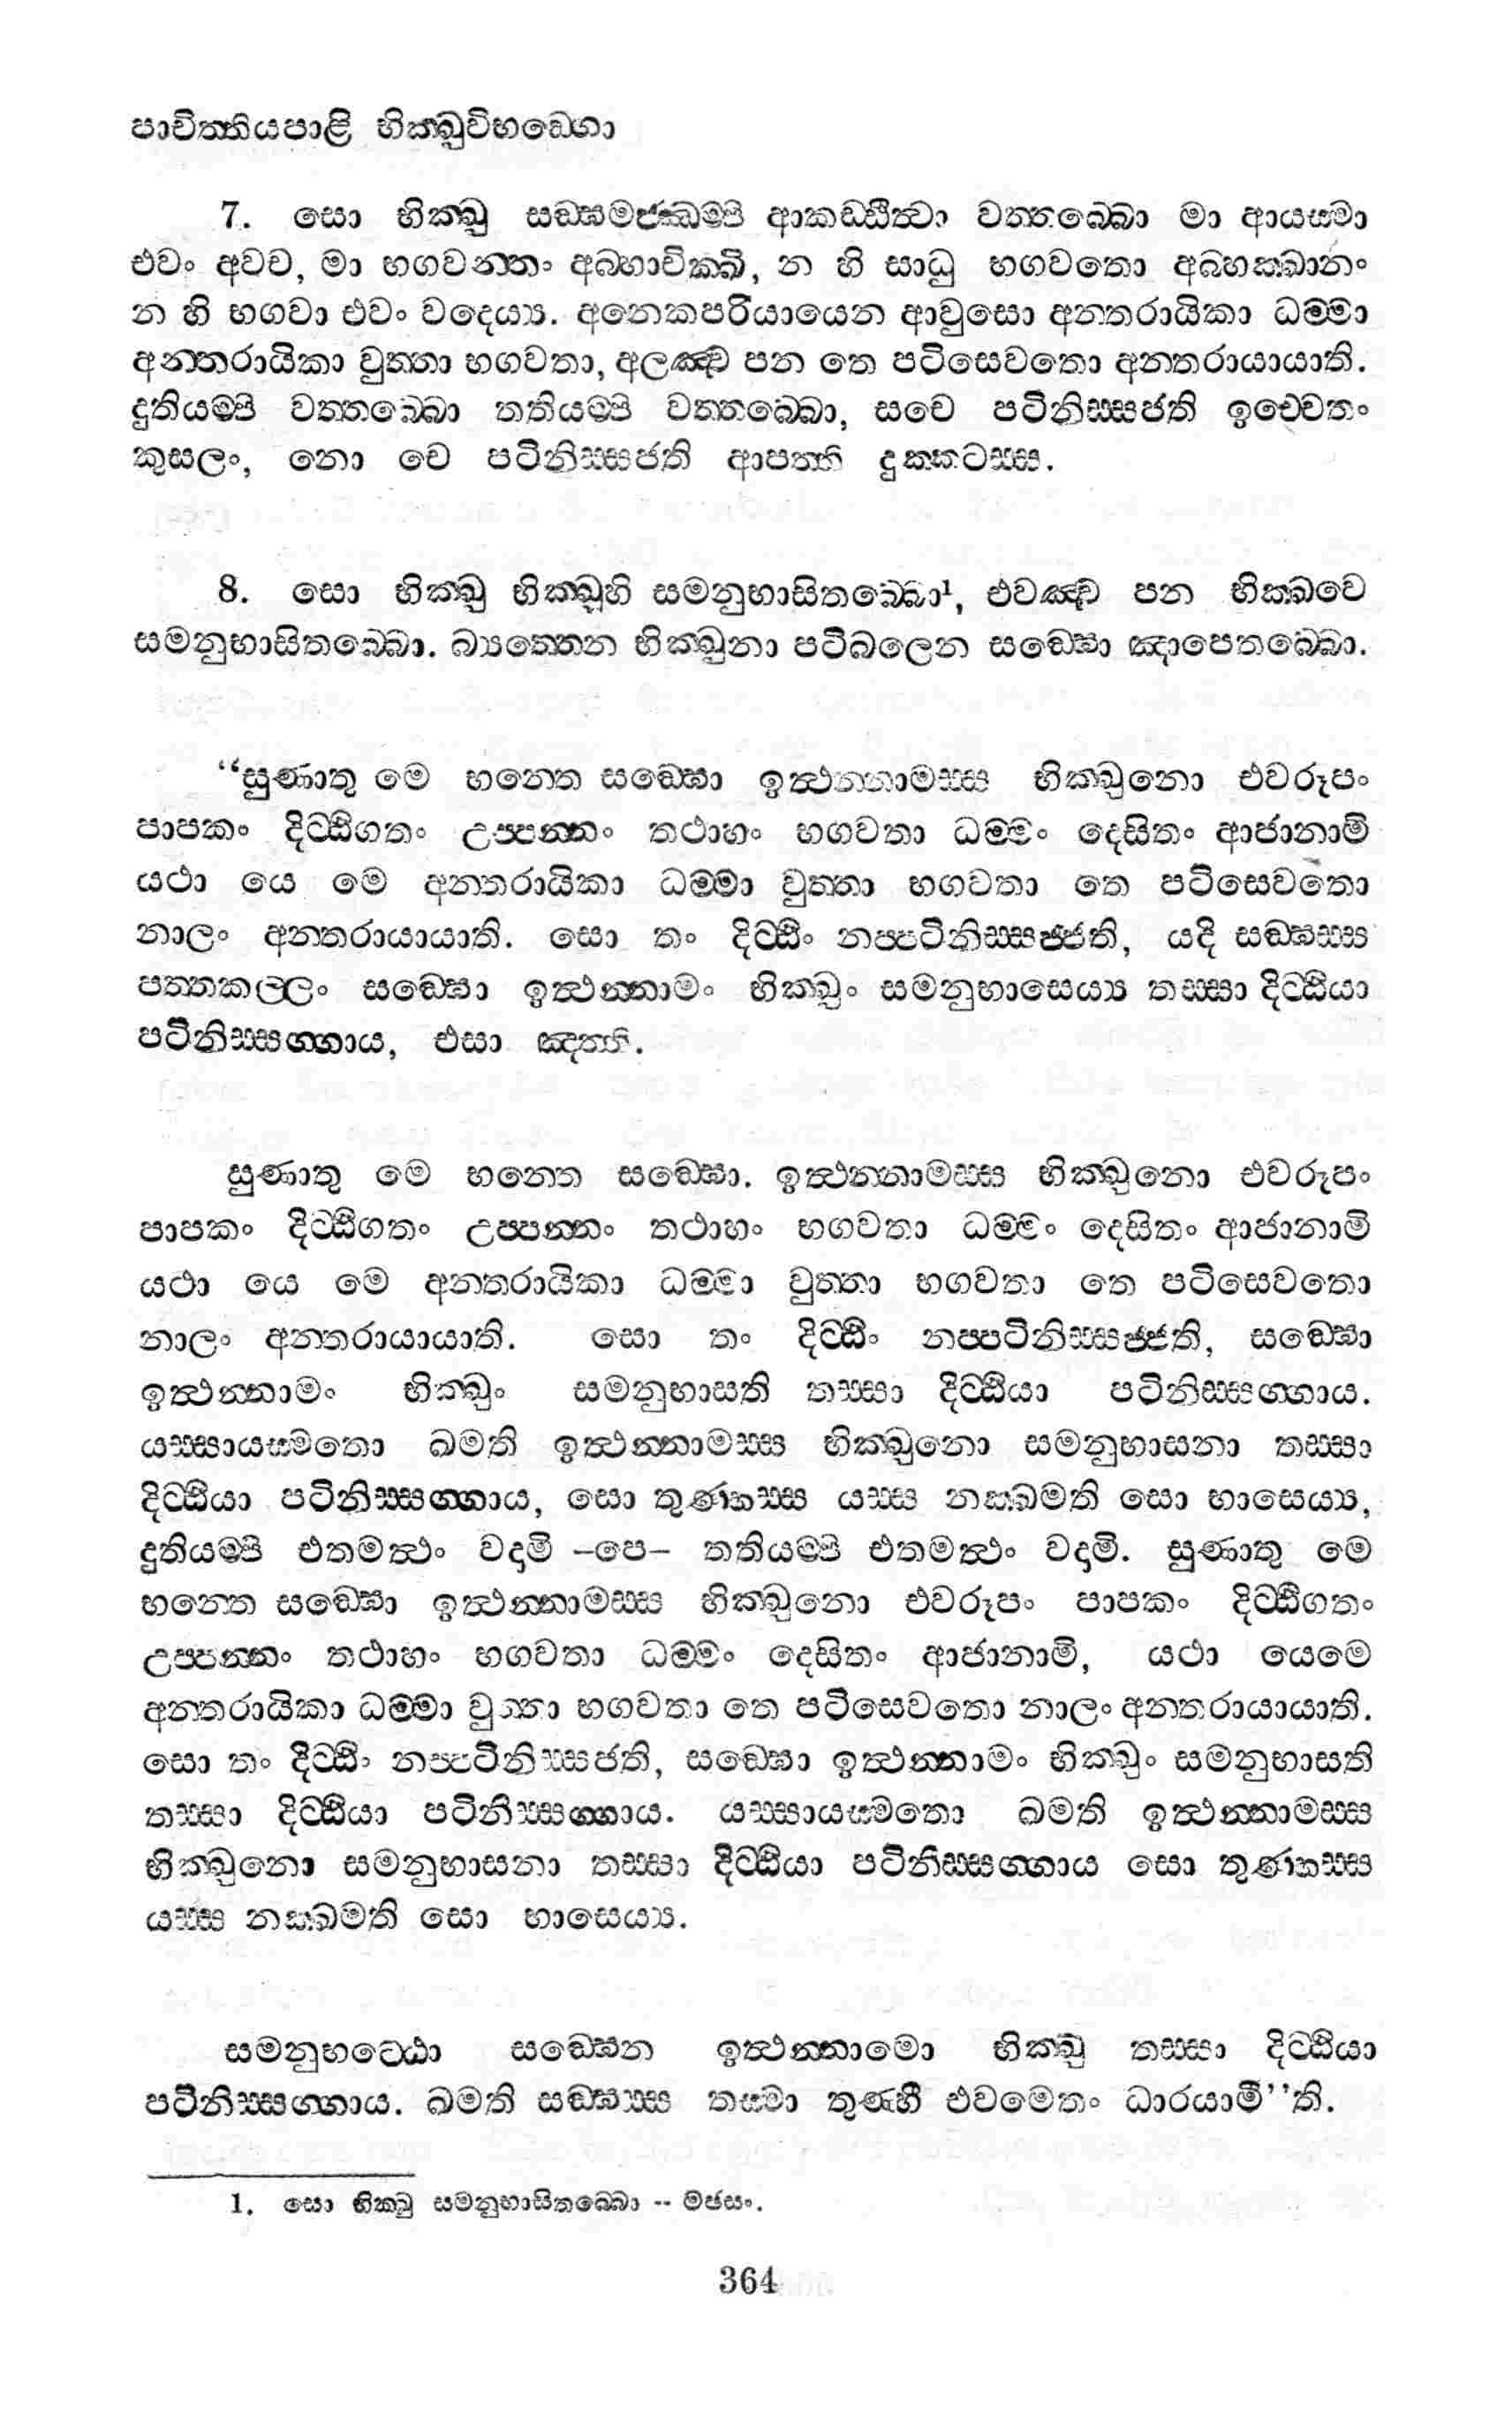 පාචිත්තියපාළි භික්ඛුවිභඞ්ගො
7. සො භික්ඛු සඞ්ඝමජ්ඣම්පි ආකඩ්ඪිත්වා වත්තබ්බො මා ආයස්මා
එවං අවච, මා භගවන්තං අබ්භාචික්ඛි, න හි සාධු භගවතො අබ්භක්ඛානං
න හි භගවා එවං වදෙය්‍ය. අනෙකපරියායෙන ආවුසො අන්තරායිකා ධම්මා
අන්තරායිකා වුත්තා භගවතා, අලඤ්ච පන තෙ පටිසෙවතො අන්තරායායාති.
දුතියම්පි වත්තබ්බො තතියම්පි වත්තබ්බො, සචෙ පටිනිස්සජති ඉච්චෙතං
කුසලං, නො චෙ පටිනිස්සජති ආපත්ති දුක්කටස්ස.
8. සො භික්ඛු භික්ඛූහි සමනුභාසිතබ්බො¹, එවඤ්ච පන භික්ඛවෙ
සමනුභාසිතබ්බො. බ්‍යත්තෙන භික්ඛුනා පටිබලෙන සඞ්ඝො ඤාපෙතබ්බො.
“සුණාතු මෙ භන්තෙ සඞ්ඝො ඉත්ථන්නාමස්ස භික්ඛුනො එවරූපං
පාපකං දිට්ඨිගතං උප්පන්නං තථාහං භගවතා ධම්මං දෙසිතං ආජානාමි
යථා යෙ මෙ අන්තරායිකා ධම්මා වුත්තා භගවතා තෙ පටිසෙවතො
නාලං අන්තරායායාති. සො තං දිට්ඨිං නප්පටිනිස්සජ්ජති, යදි සඞ්ඝස්ස
පත්තකල්ලං සඞ්ඝො ඉත්ථන්නාමං භික්ඛුං සමනුභාසෙය්‍ය තස්සා දිට්ඨියා
පටිනිස්සග්ගාය, එසා ඤත්ති.
සුණාතු මෙ භන්තෙ සඞ්ඝො. ඉත්ථන්නාමස්ස භික්ඛුනො එවරූපං
පාපකං දිට්ඨිගතං උප්පන්නං තථාහං භගවතා ධම්මං දෙසිතං ආජානාමි
යථා යෙ මෙ අන්තරායිකා ධම්මා වුත්තා භගවතා තෙ පටිසෙවතො
නාලං අන්තරායායාති. සො තං දිට්ඨිං නප්පටිනිස්සජ්ජති, සඞ්ඝො
ඉත්ථන්නාමං භික්ඛුං සමනුභාසති තස්සා දිට්ඨියා පටිනිස්සග්ගාය.
යස්සායස්මතො ඛමති ඉත්ථන්නාමස්ස භික්ඛුනො සමනුභාසනා තස්සා
දිට්ඨියා පටිනිස්සග්ගාය, සො තුණ්හස්ස යස්ස නක්ඛමති සො භාසෙය්‍ය,
දුතියම්පි එතමත්ථං වදාමි –පෙ– තතියම්පි එතමත්ථං වදාමි. සුණාතු මෙ
භන්තෙ සඞ්ඝො ඉත්ථන්නාමස්ස භික්ඛුනො එවරූපං පාපකං දිට්ඨිගතං
උප්පන්නං තථාහං භගවතා ධම්මං දෙසිතං ආජානාමි, යථා යෙමෙ
අන්තරායිකා ධම්මා වුත්තා භගවතා තෙ පටිසෙවතො නාලං අන්තරායායාති.
සො තං දිට්ඨිං නප්පටිනිස්සජති, සඞ්ඝො ඉත්ථන්නාමං භික්ඛුං සමනුභාසති
තස්සා දිට්ඨියා පටිනිස්සග්ගාය. යස්සායස්මතො ඛමති ඉත්ථන්නාමස්ස
භික්ඛුනො සමනුභාසනා තස්සා දිට්ඨියා පටිනිස්සග්ගාය සො තුණ්හස්ස
යස්ස නක්ඛමති සො භාසෙය්‍ය.
සමනුභට්ඨො සඞ්ඝෙන ඉත්ථන්නාමො භික්ඛු තස්සා දිට්ඨියා
පටිනිස්සග්ගාය. ඛමති සඞ්ඝස්ස තස්මා තුණ්හී එවමෙතං ධාරයාමී”ති.
1. සො භික්ඛු සමනුභාසිතබ්බො -- මඡසං.
364